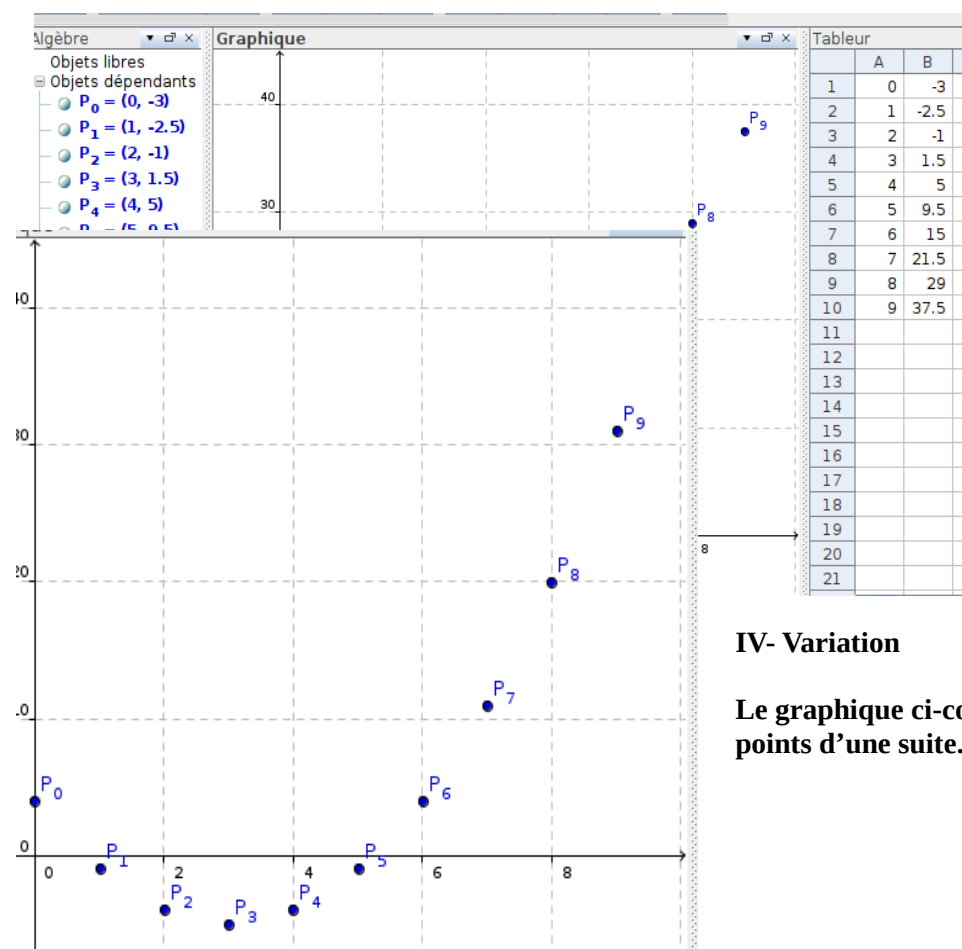 Algèbre
Graphique
Tableur
Objets libres
Objets dépendants
P0 = (0, -3)
P1 = (1, -2.5)
P2 = (2, -1)
P3 = (3, 1.5)
P4 = (4, 5)
40
30
P9
P8
8
A B
1 0 -3
2 1 -2.5
3 2 -1
4 3 1.5
5 4 5
6 5 9.5
7 6 15
8 7 21.5
9 8 29
10 9 37.5
11
12
13
14
15
16
17
18
19
20
21
P9
P8
P7
P0
P6
0
P1
P5
0 2 4 6 8
P2
P4
P3
IV- Variation
Le graphique ci-co
points d’une suite.